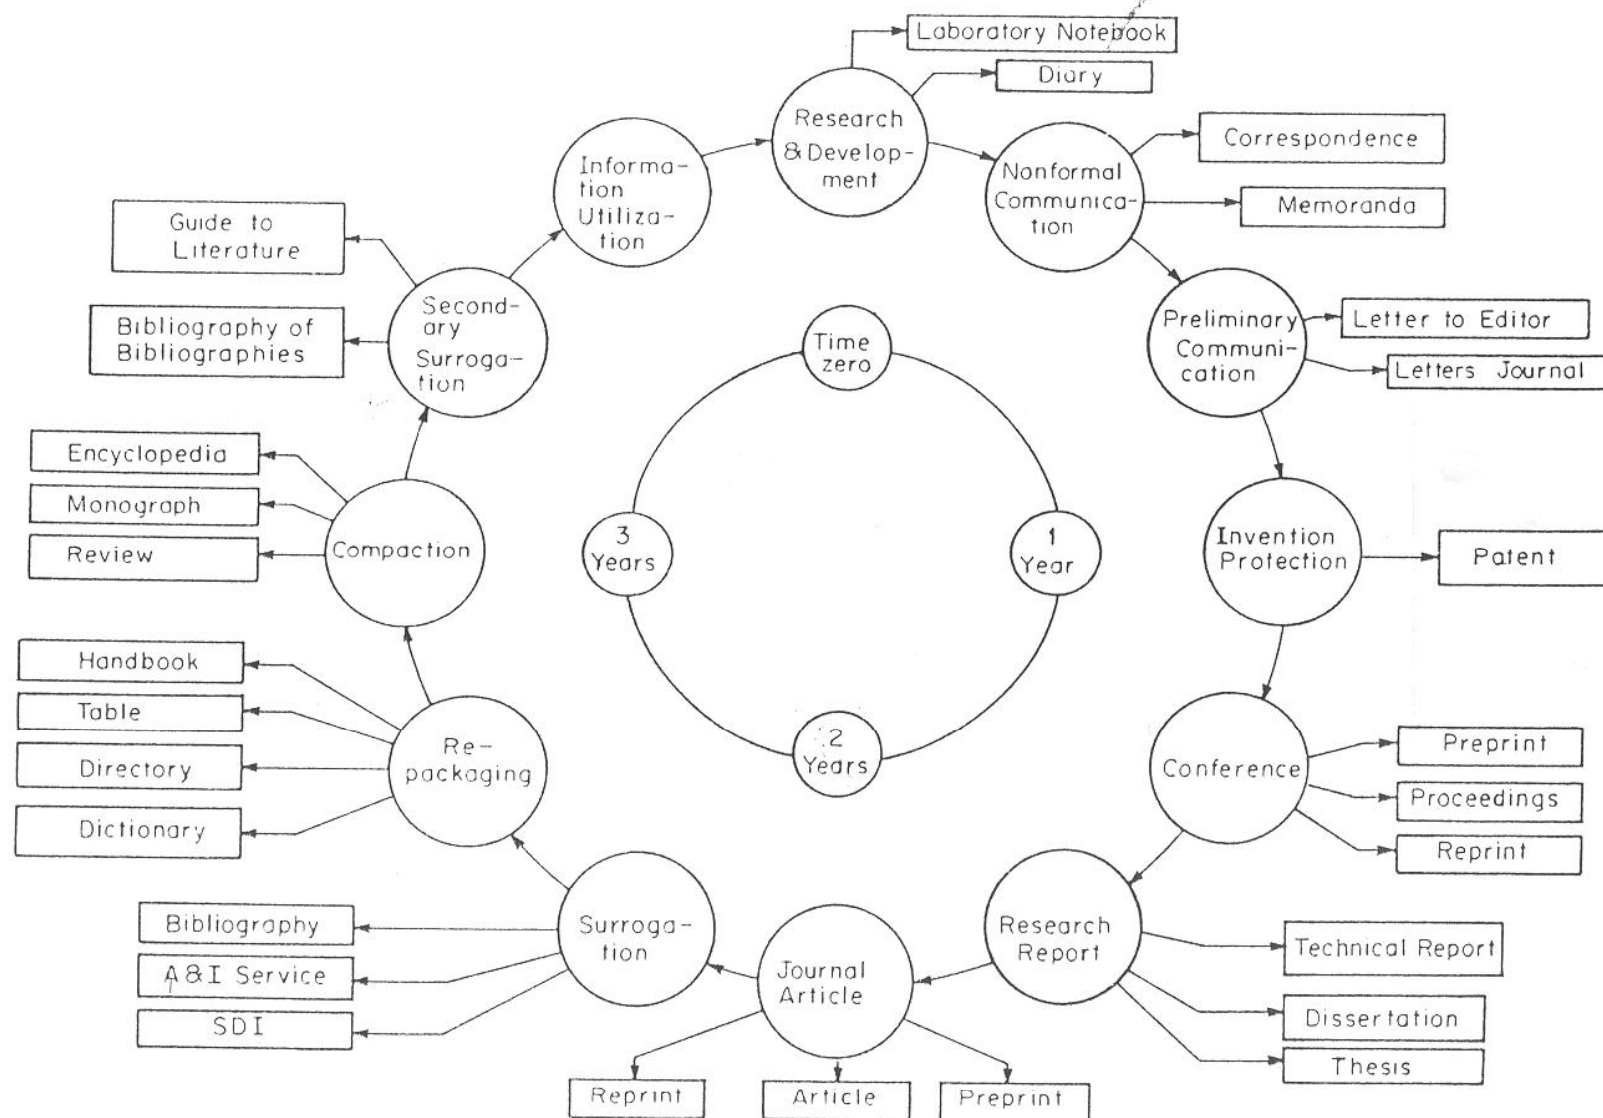 Laboratory Notebook
Diary
Research
& Develop-
ment
Correspondence
Nonformal
Communica-
tion
Memoranda
Informa-
tion
Utiliza-
tion
Guide to
Literature
Bibliography of
Bibliographies
Second-
ary
Surroga-
tion
Preliminary
Communi-
cation
Letter to Editor
Letters Journal
Time
zero
Encyclopedia
Monograph
Review
Compaction
3
Years
1
Year
Invention
Protection
Patent
Handbook
Table
Directory
Dictionary
Re-
packaging
2
Years
Conference
Preprint
Proceedings
Reprint
Bibliography
A & I Service
SDI
Surroga-
tion
Journal
Article
Research
Report
Technical Report
Dissertation
Thesis
Reprint
Article
Preprint